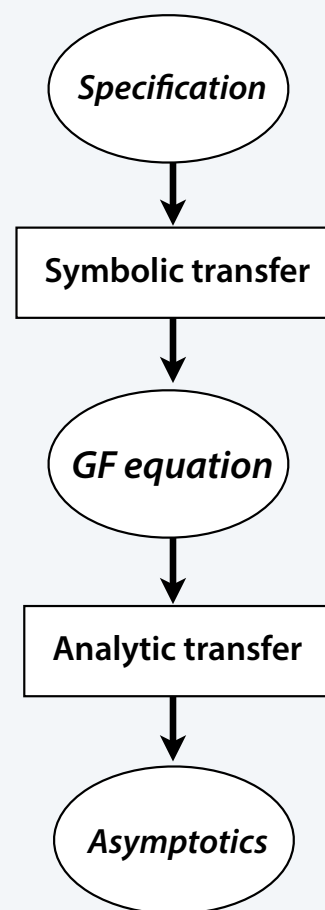 Specification
Symbolic transfer
GF equation
Analytic transfer
Asymptotics